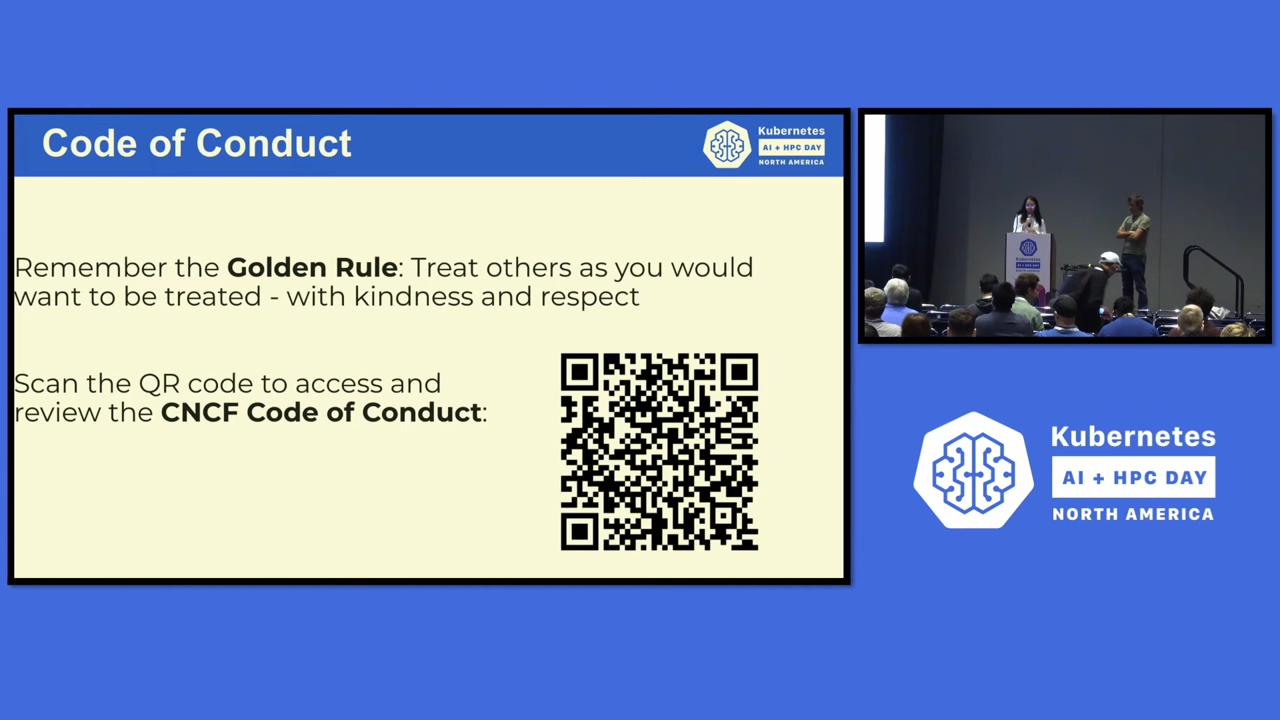 Code of Conduct
Kubernetes
AI + HPC DAY
NORTH AMERICA
Remember the Golden Rule: Treat others as you would
want to be treated - with kindness and respect
Scan the QR code to access and
review the CNCF Code of Conduct:
Kubernetes
AI + HPC DAY
NORTH AMERICA